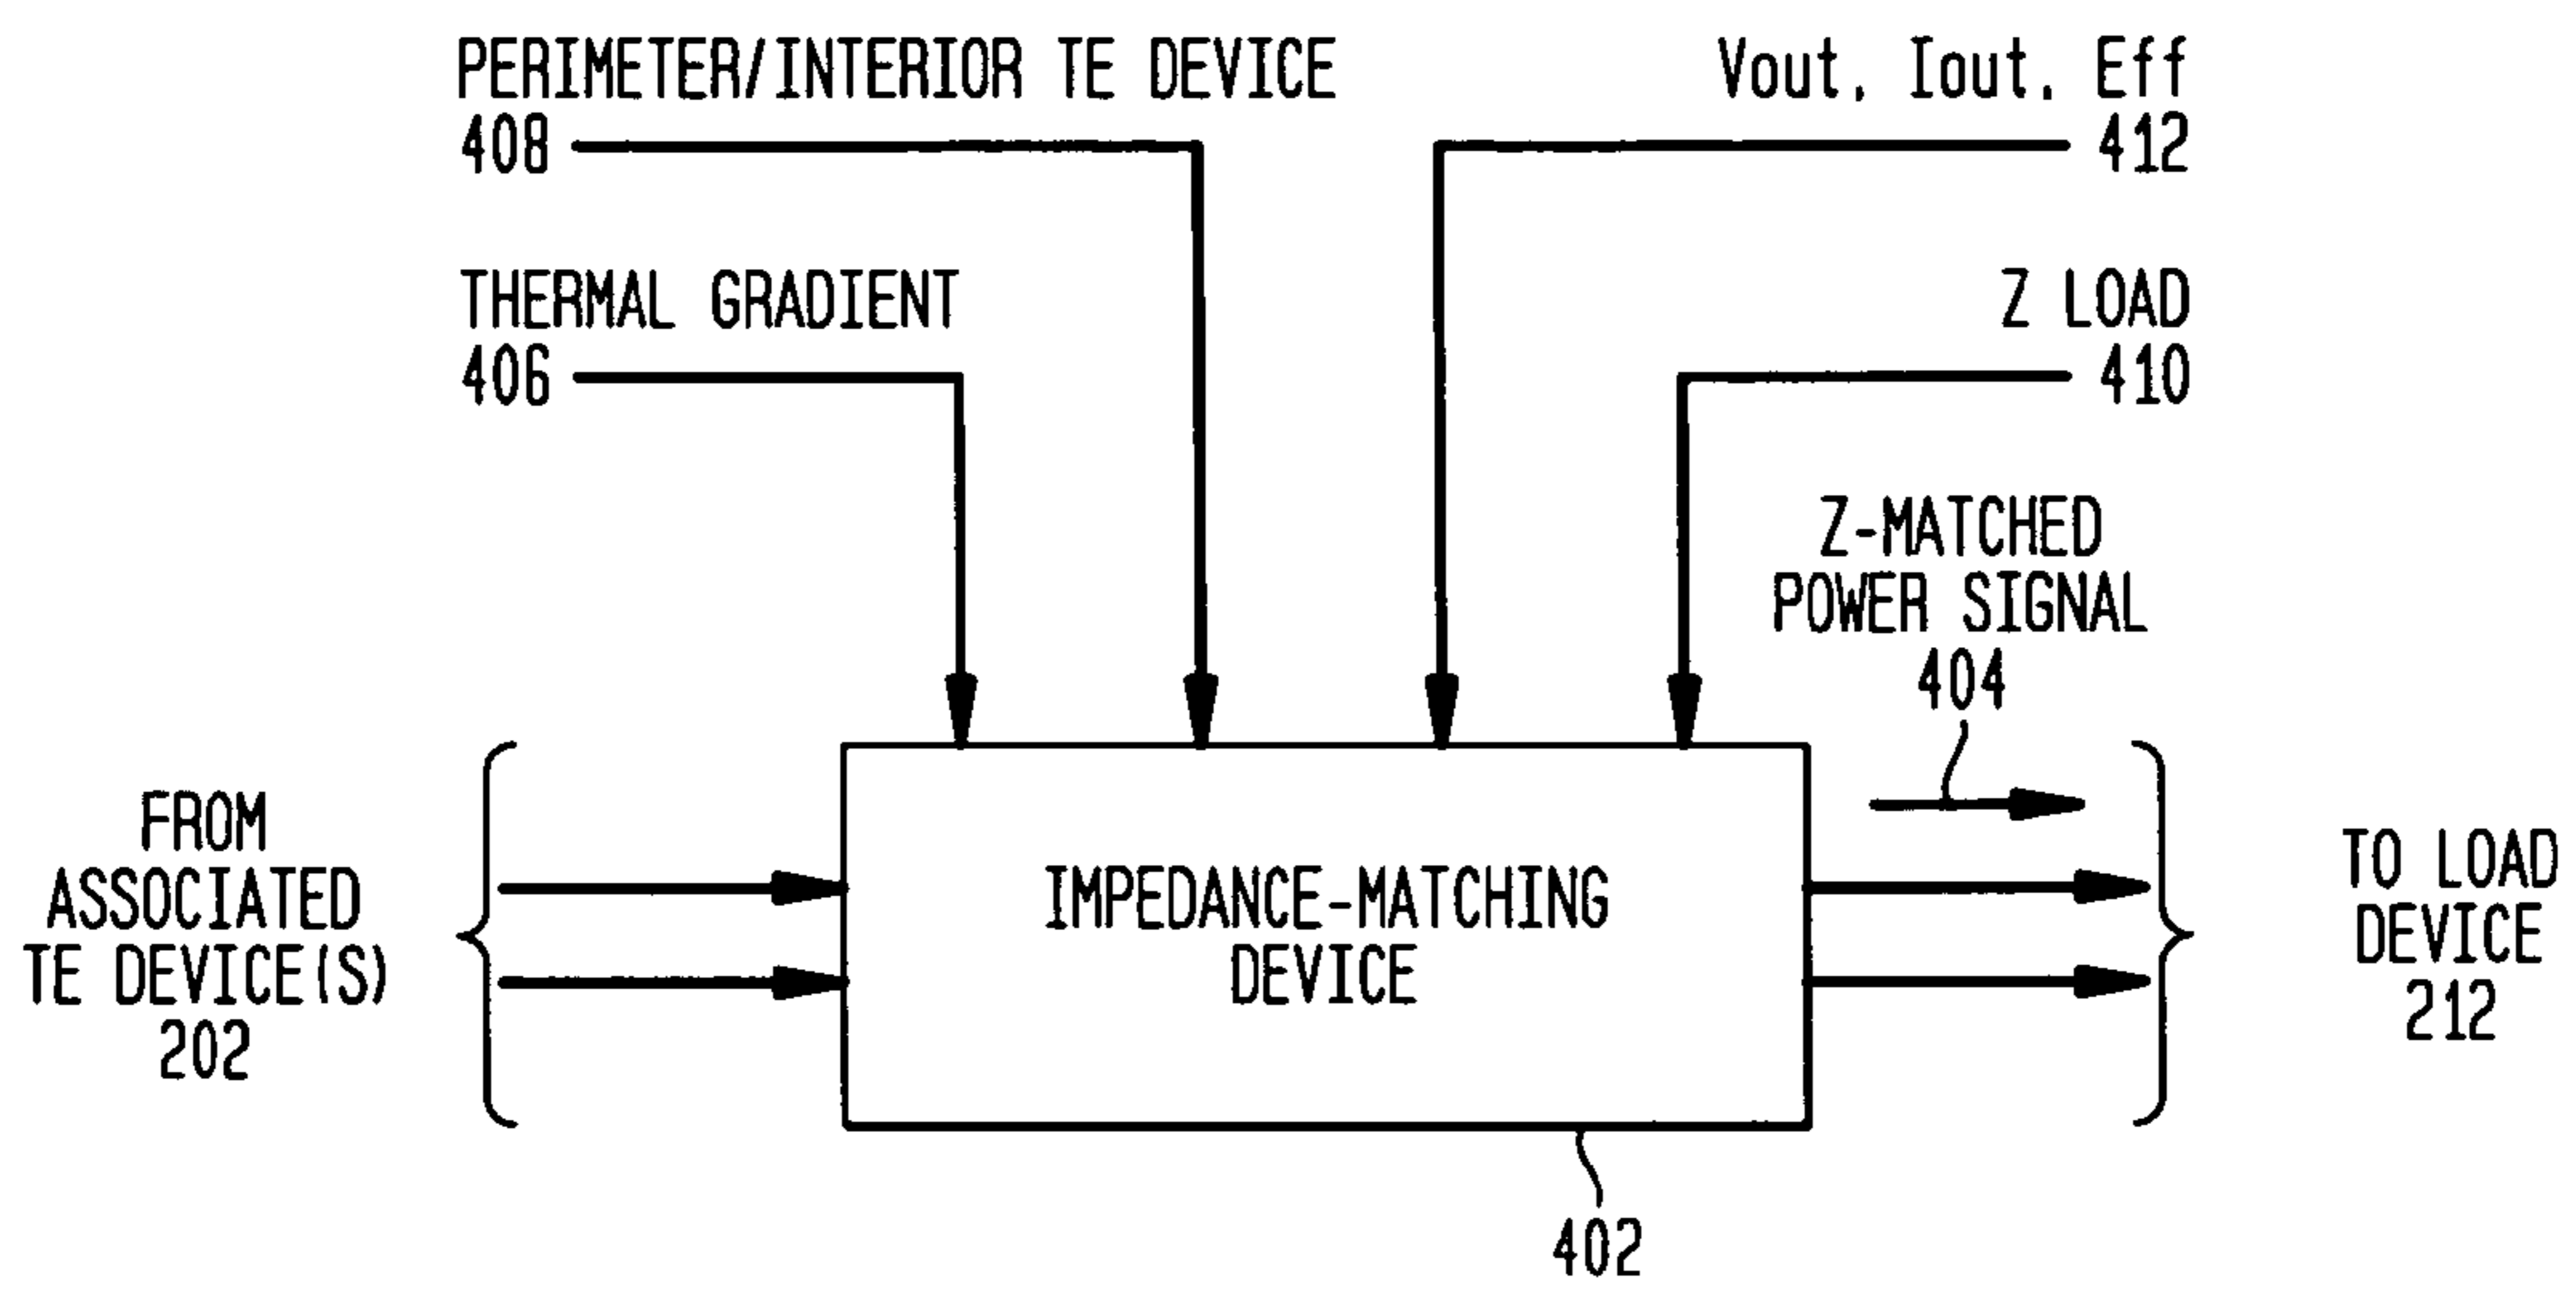 PERIMETER/INTERIOR TE DEVICE
408
Vout, Iout, Eff
412
THERMAL GRADIENT
406
Z LOAD
410
Z-MATCHED
POWER SIGNAL
404
FROM
ASSOCIATED
TE DEVICE(S)
202
IMPEDANCE-MATCHING
DEVICE
TO LOAD
DEVICE
212
402